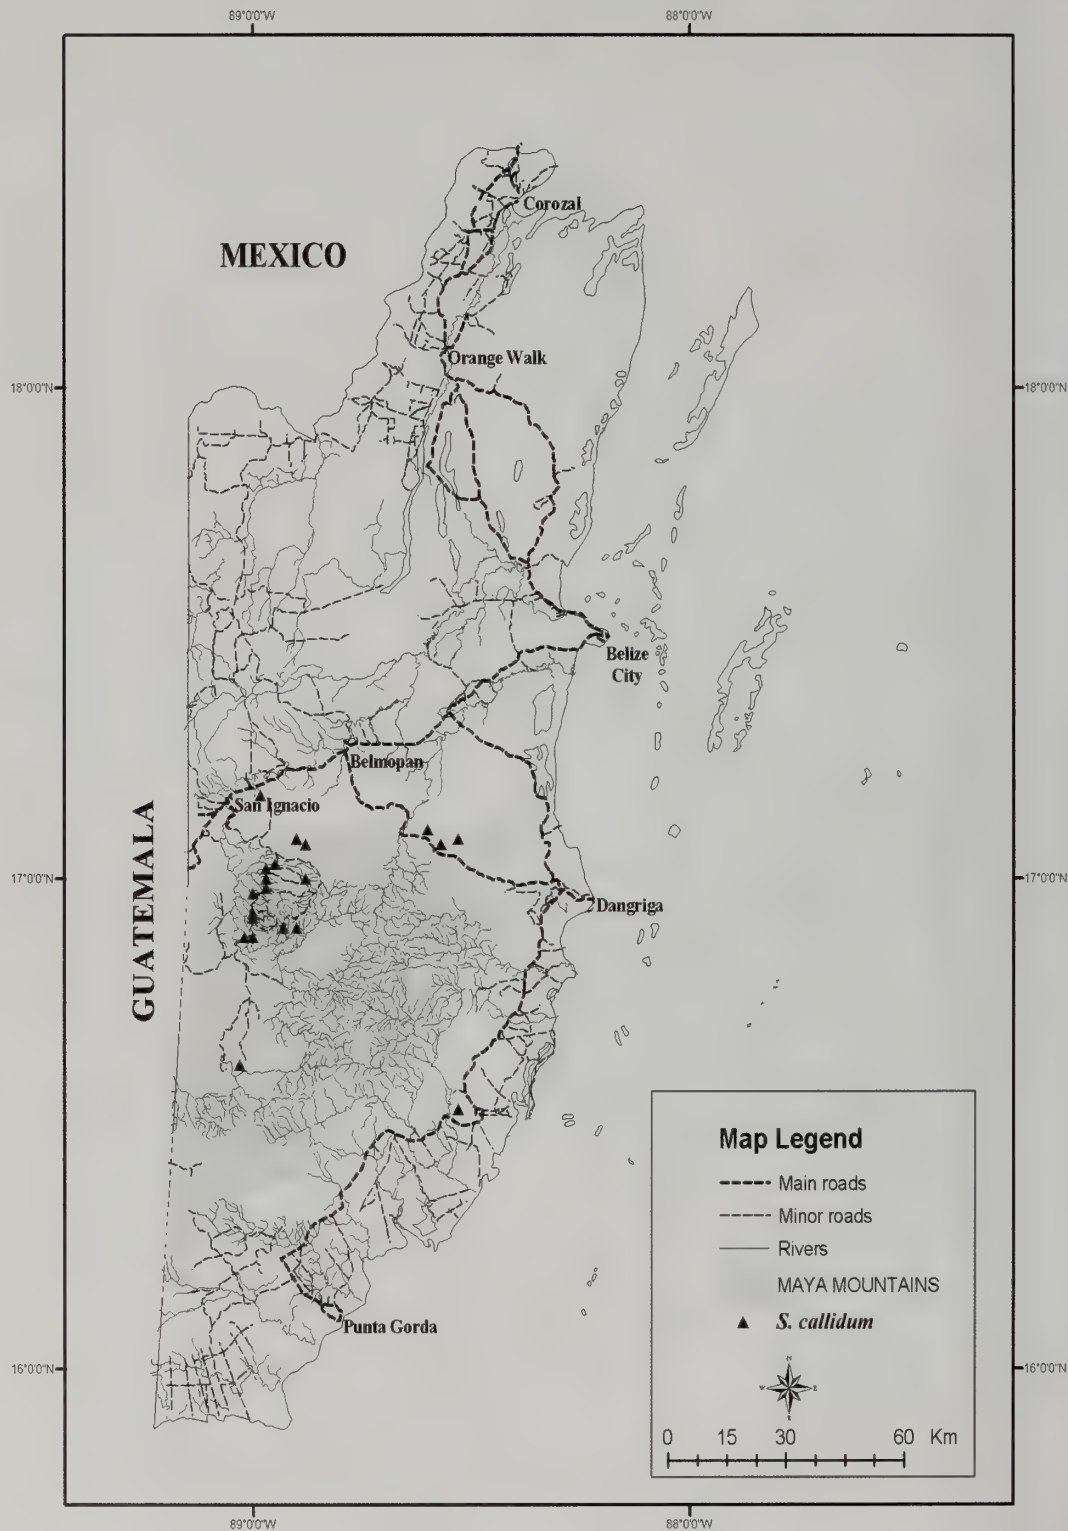 89°0'0"W
88°0'0"W
Corozal
MEXICO
Orange Walk
18°0'0"N
18°0'0"N
Belize
City
Belmopan
San Ignacio
GUATEMALA
17°0'0"N
17°0'0"N
Dangriga
Map Legend
Main roads
Minor roads
Rivers
MAYA MOUNTAINS
S. callidum
N
W
E
S
Punta Gorda
16°0'0"N
16°0'0"N
0 15 30 60 Km
89°0'0"W
88°0'0"W